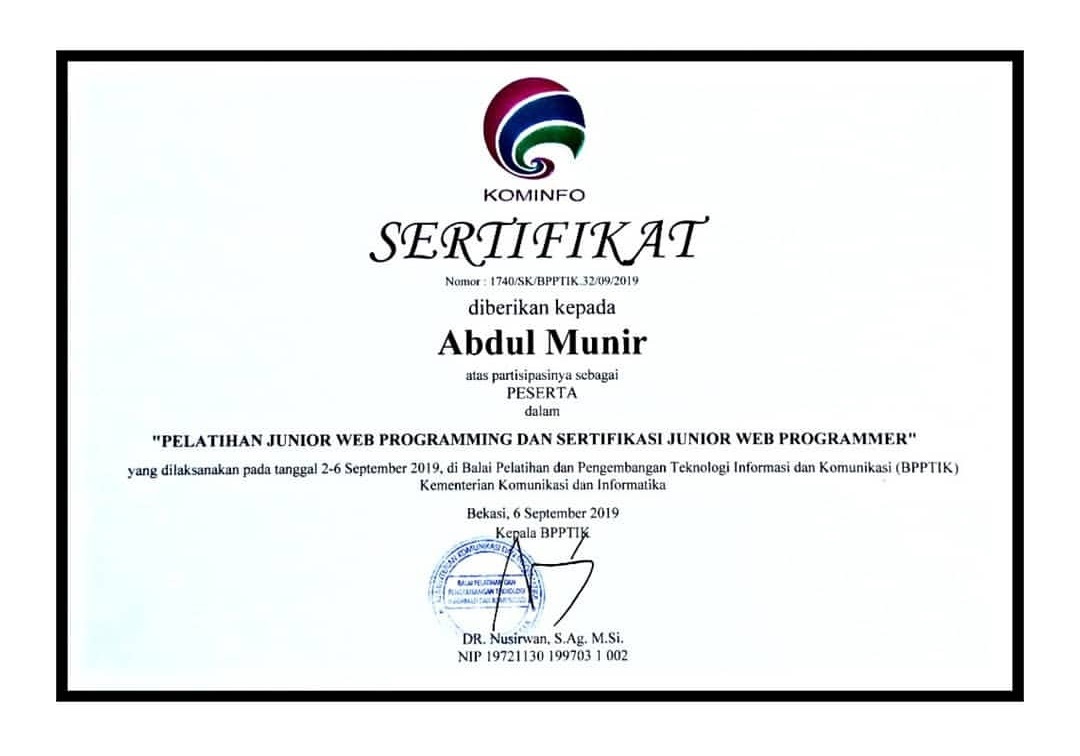 KOMINFO
SERTIFIKAT
Nomor : 1740/SK/BPPTIK.32/09/2019
diberikan kepada
Abdul Munir
atas partisipasinya sebagai
PESERTA
dalam
"PELATIHAN JUNIOR WEB PROGRAMMING DAN SERTIFIKASI JUNIOR WEB PROGRAMMER"
yang dilaksanakan pada tanggal 2-6 September 2019, di Balai Pelatihan dan Pengembangan Teknologi Informasi dan Komunikasi (BPPTIK)
Kementerian Komunikasi dan Informatika
Bekasi, 6 September 2019
Kepala BPPTIK
KOMUNIKASI DAN
BALAI PELATIHAN DAN
PENGEMBANGAN TEKNOLOGI
DR. Nusirwan, S.Ag. M.Si.
NIP 19721130 199703 1 002